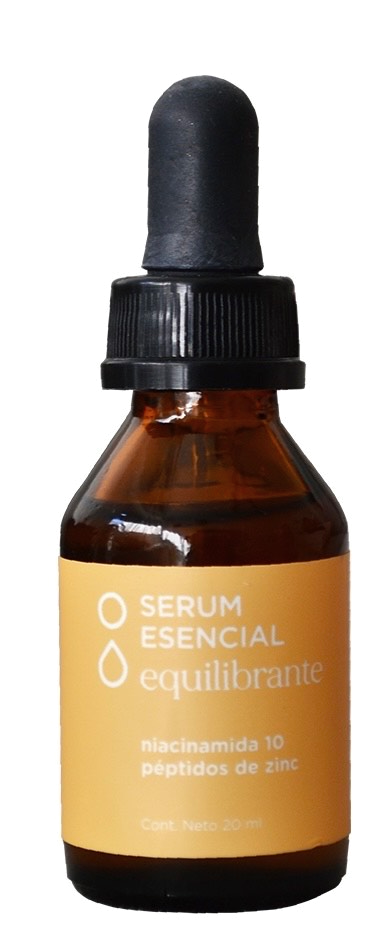 SERUM
ESENCIAL
equilibrante
niacinamida 10
péptidos de zinc
Cont. Neto 20 ml